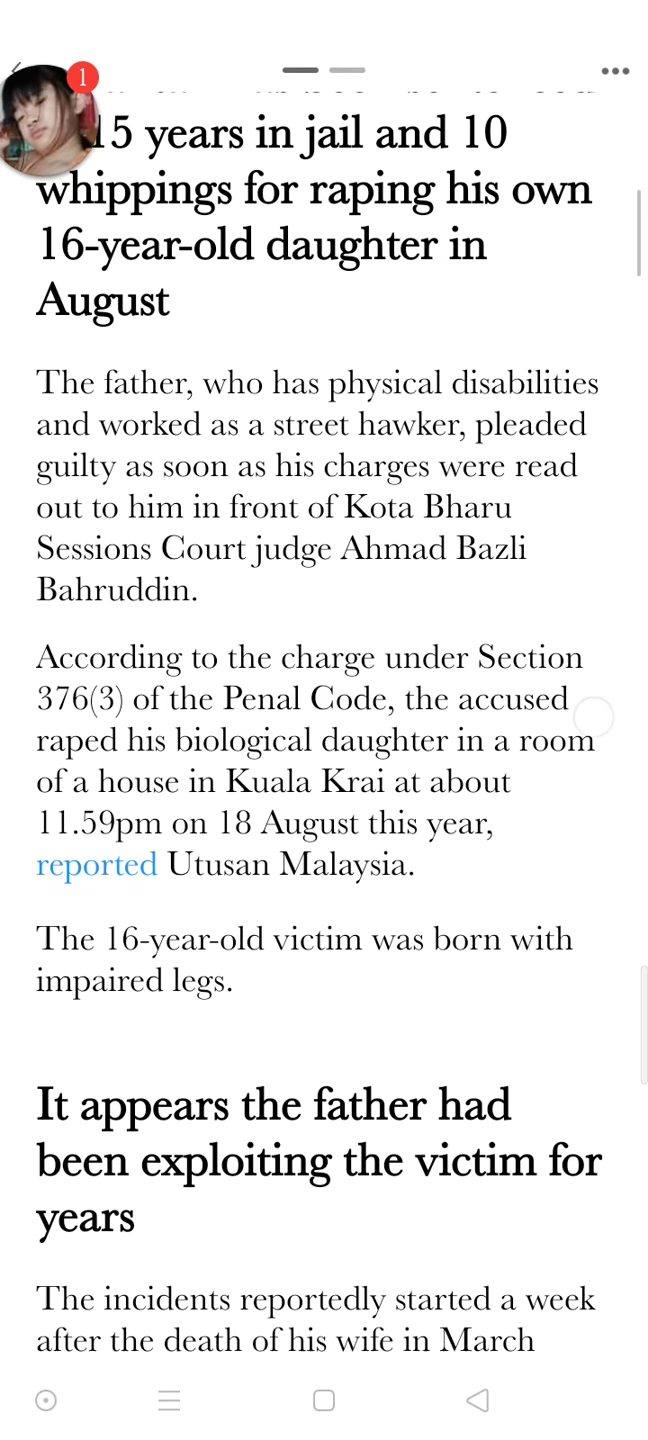 1
15 years in jail and 10
whippings for raping his own
16-year-old daughter in
August
The father, who has physical disabilities
and worked as a street hawker, pleaded
guilty as soon as his charges were read
out to him in front of Kota Bharu
Sessions Court judge Ahmad Bazli
Bahruddin.
According to the charge under Section
376(3) of the Penal Code, the accused
raped his biological daughter in a room
of a house in Kuala Krai at about
11.59pm on 18 August this year,
reported Utusan Malaysia.
The 16-year-old victim was born with
impaired legs.
It appears the father had
been exploiting the victim for
years
The incidents reportedly started a week
after the death of his wife in March